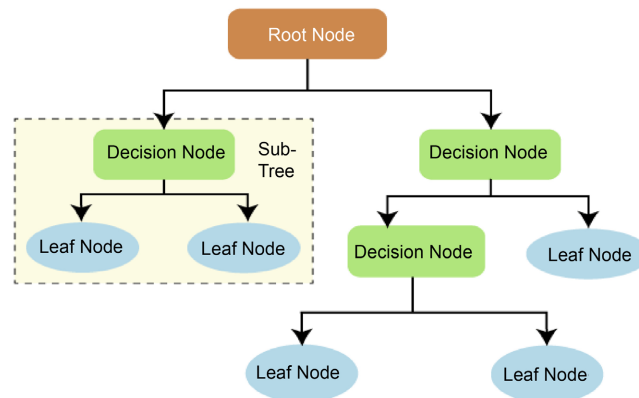 Root Node
Decision Node
Sub-
Tree
Decision Node
Leaf Node
Leaf Node
Decision Node
Leaf Node
Leaf Node
Leaf Node